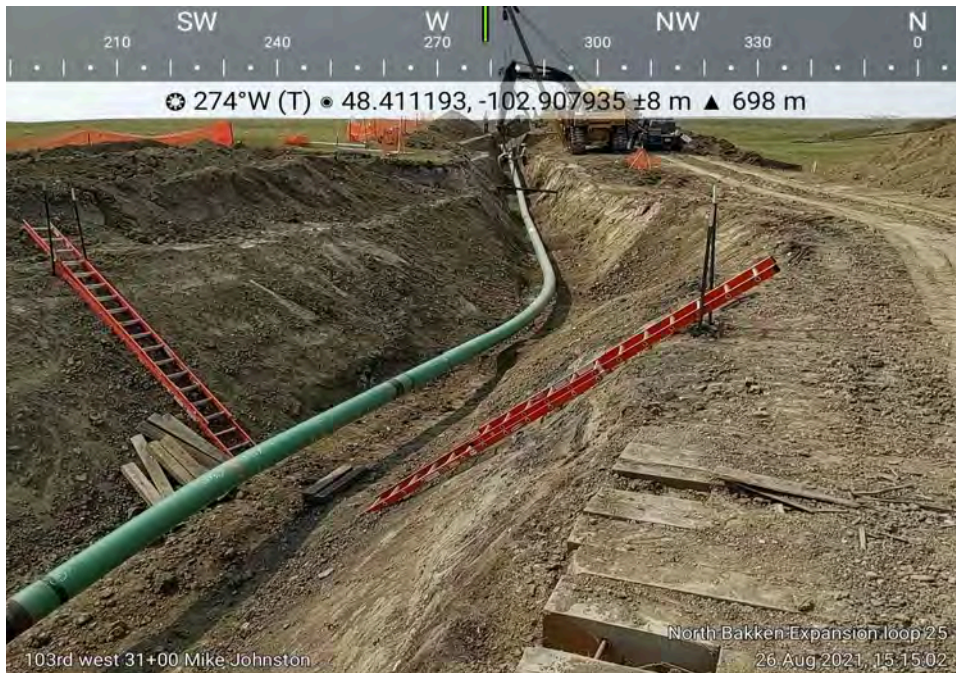 SW W NW N
210 240 270 300 330 0
274°W (T) ● 48.411193, -102.907935 ±8 m ▲ 698 m
North Bakken Expansion loop 25
103rd west 31+00 Mike Johnston 26 Aug 2021, 15:15:02